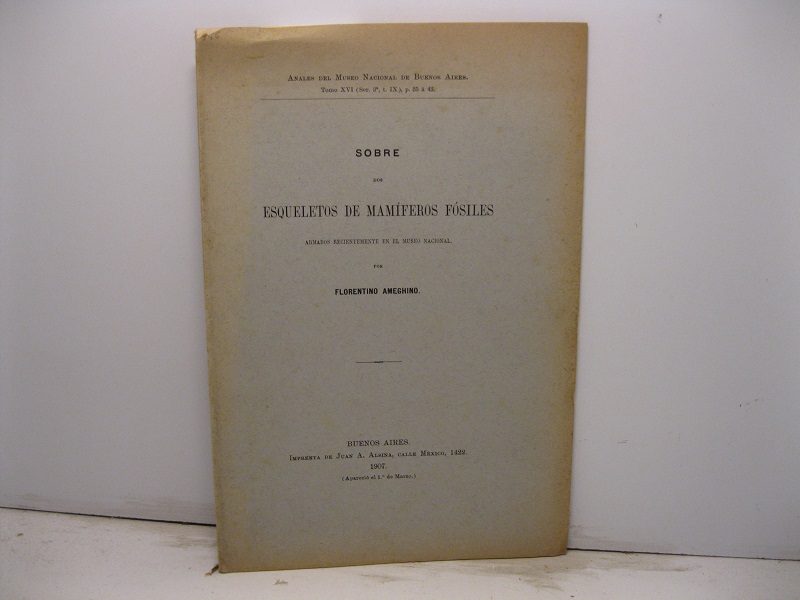 ANALES DEL MUSEO NACIONAL DE BUENOS AIRES.
TOMO XVI (SER. 3ª, T. IX), P. 35 á 43.
SOBRE
DOS
ESQUELETOS DE MAMÍFEROS FÓSILES
ARMADOS RECIENTEMENTE EN EL MUSEO NACIONAL
POR
FLORENTINO AMEGHINO.
BUENOS AIRES.
IMPRENTA DE JUAN A. ALSINA, CALLE MÉXICO, 1422.
1907.
(APARECIÓ EL 1.º DE MARZO.)